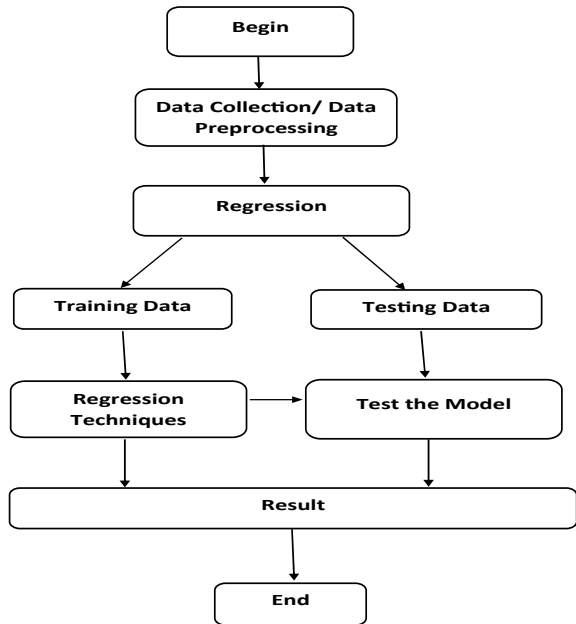 Begin
Data Collection/ Data
Preprocessing
Regression
Training Data
Testing Data
Regression
Techniques
Test the Model
Result
End